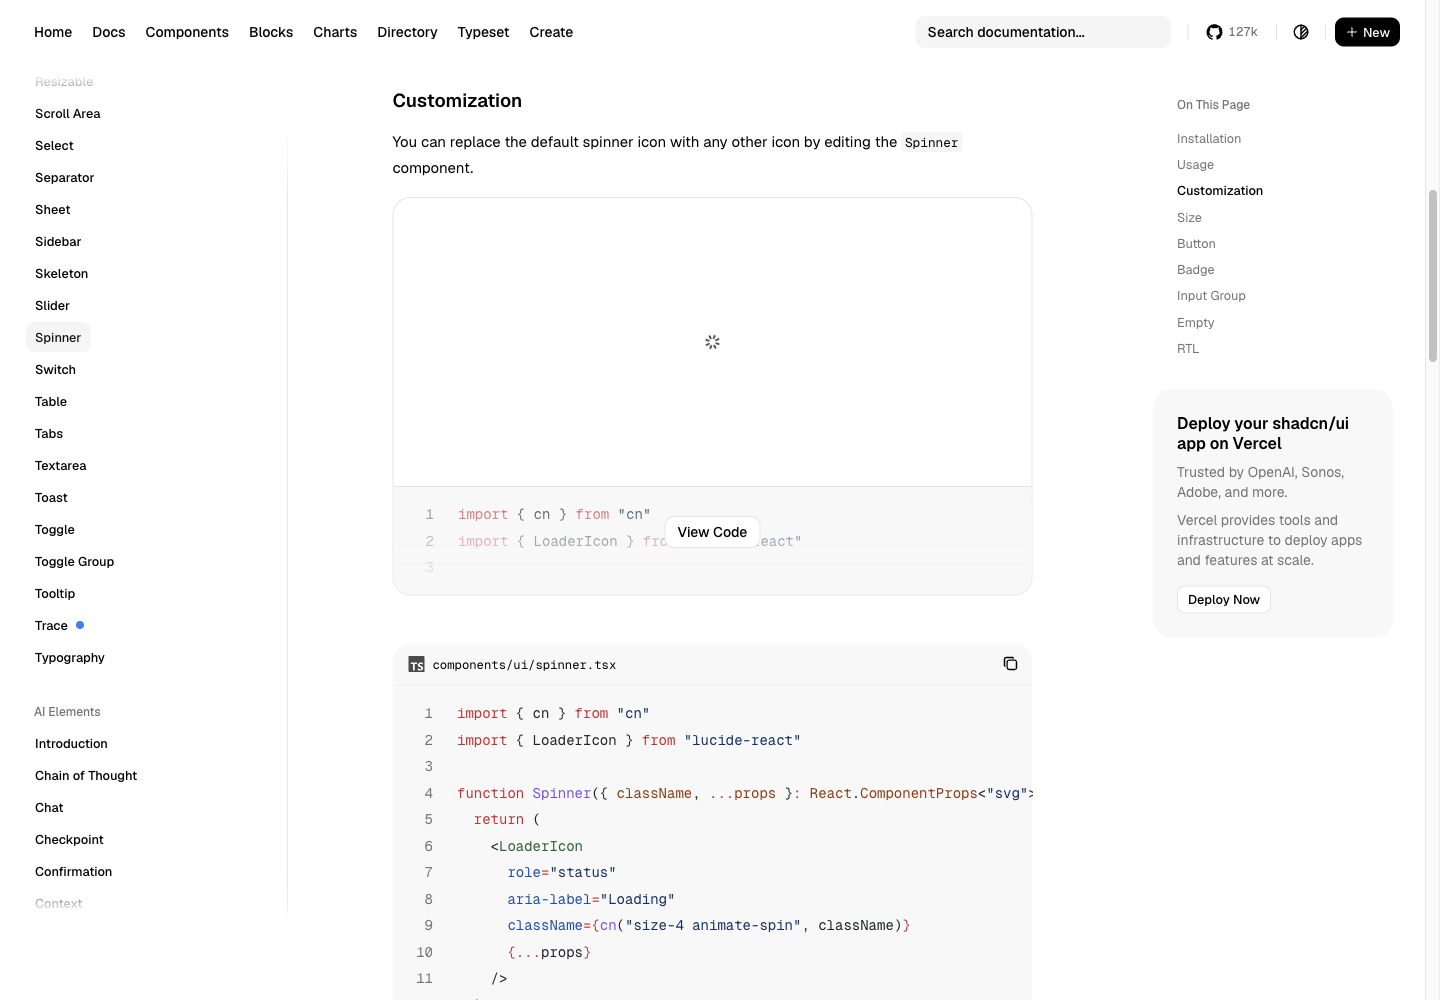 Home Docs Components Blocks Charts Directory Typeset Create
Search documentation...
127k
New
Resizable
Scroll Area
Select
Separator
Sheet
Sidebar
Skeleton
Slider
Spinner
Switch
Table
Tabs
Textarea
Toast
Toggle
Toggle Group
Tooltip
Trace
Typography
AI Elements
Introduction
Chain of Thought
Chat
Checkpoint
Confirmation
Context
Customization
You can replace the default spinner icon with any other icon by editing the Spinner
component.
1 import { cn } from "cn"
View Code
2 import { LoaderIcon } fro eact"
3
TS components/ui/spinner.tsx
1 import { cn } from "cn"
2 import { LoaderIcon } from "lucide-react"
3
4 function Spinner({ className, ...props }: React.ComponentProps<"svg">
5 return (
6 <LoaderIcon
7 role="status"
8 aria-label="Loading"
9 className={cn("size-4 animate-spin", className)}
10 {...props}
11 />
On This Page
Installation
Usage
Customization
Size
Button
Badge
Input Group
Empty
RTL
Deploy your shadcn/ui
app on Vercel
Trusted by OpenAI, Sonos,
Adobe, and more.
Vercel provides tools and
infrastructure to deploy apps
and features at scale.
Deploy Now